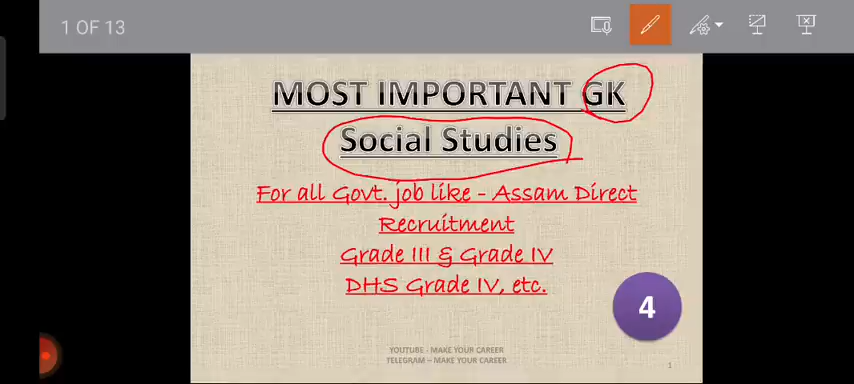 1 OF 13
MOST IMPORTANT GK
Social Studies
For all Govt. job like - Assam Direct
Recruitment
Grade III & Grade IV
DHS Grade IV, etc.
4
YOUTUBE - MAKE YOUR CAREER
TELEGRAM – MAKE YOUR CAREER
1